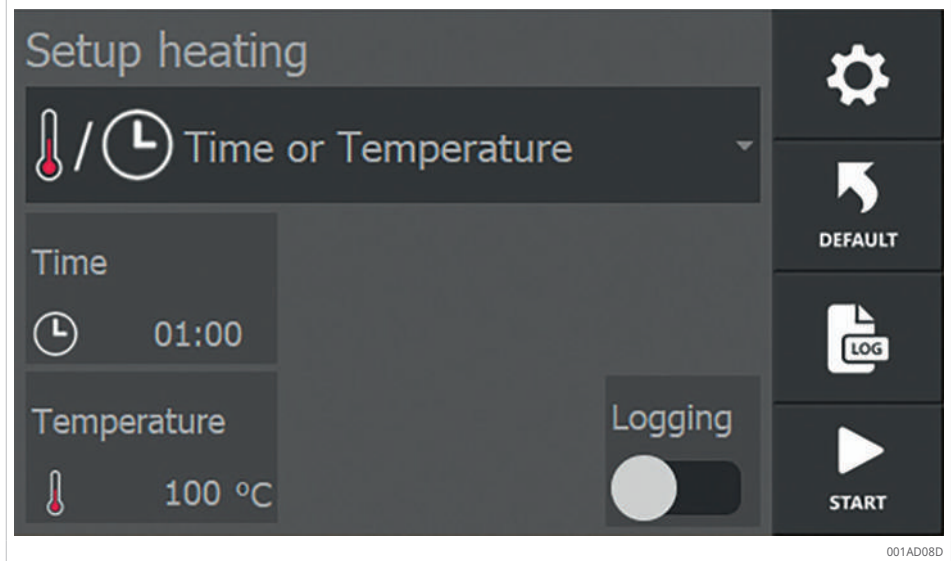 Setup heating
/ Time or Temperature
Time
01:00
Temperature
100 °C
Logging
DEFAULT
LOG
START
001AD08D